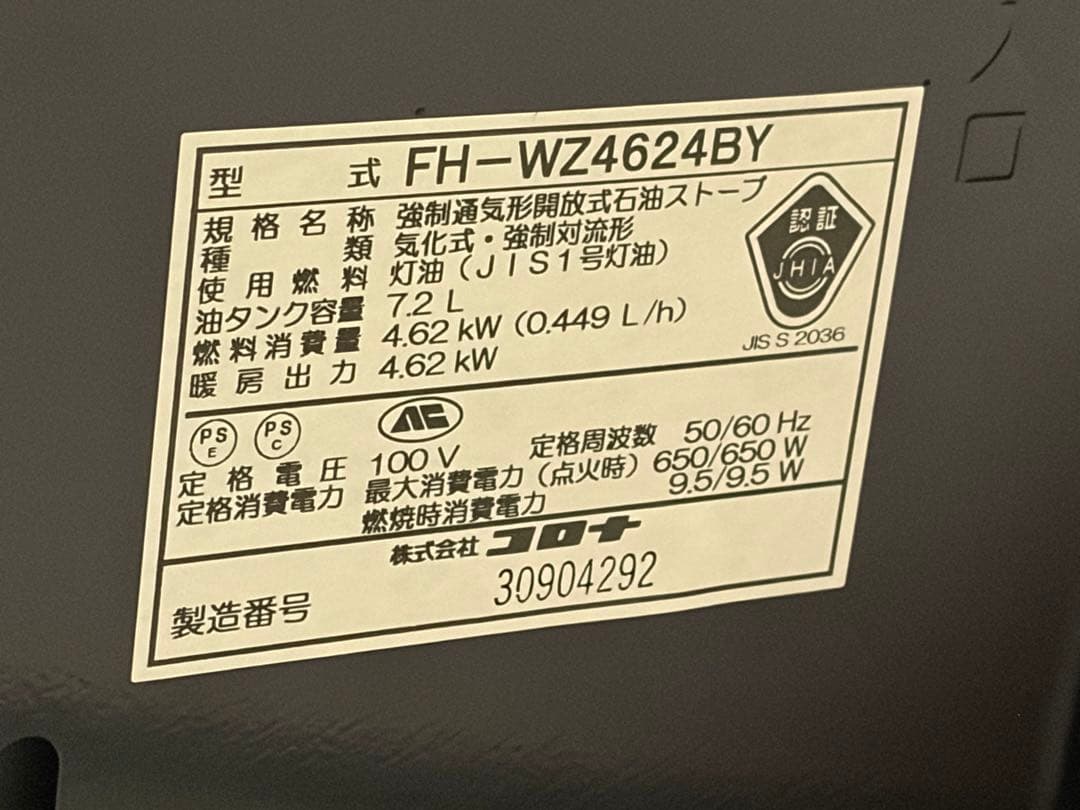 型式 FH-WZ4624BY
規格名称 強制通気形開放式石油ストーブ
種類 気化式・強制対流形
使用燃料 灯油（JIS1号灯油）
油タンク容量 7.2 L
燃料消費量 4.62 kW (0.449 L/h)
暖房出力 4.62 kW
認証
JHIA
JIS S 2036
PS E PS C
定格電圧 100 V 定格周波数 50/60 Hz
定格消費電力 最大消費電力（点火時） 650/650 W
燃焼時消費電力 9.5/9.5 W
株式会社 コロナ
製造番号 30904292